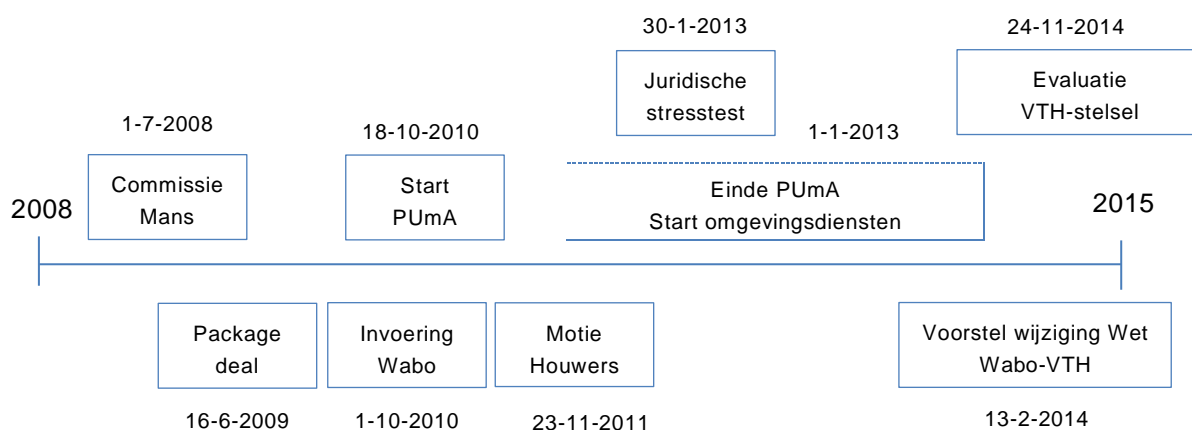 30-1-2013
24-11-2014
Juridische
stresstest
Evaluatie
VTH-stelsel
1-7-2008
18-10-2010
1-1-2013
Commissie
Mans
Start
PUmA
Einde PUmA
Start omgevingsdiensten
2008
2015
Package
deal
Invoering
Wabo
Motie
Houwers
Voorstel wijziging Wet
Wabo-VTH
16-6-2009
1-10-2010
23-11-2011
13-2-2014